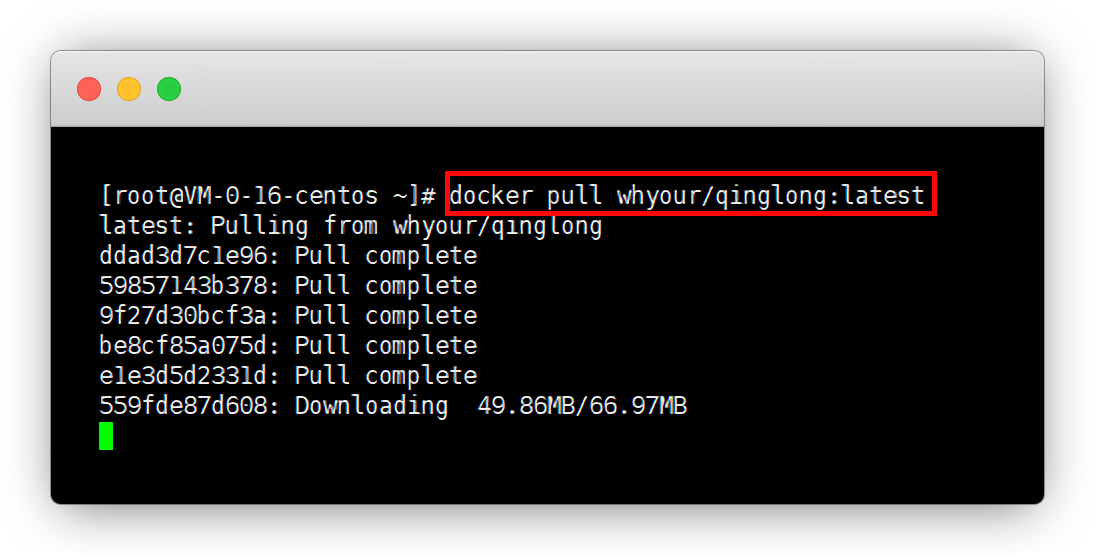 [root@VM-0-16-centos ~]# docker pull whyour/qinglong:latest
latest: Pulling from whyour/qinglong
ddad3d7c1e96: Pull complete
59857143b378: Pull complete
9f27d30bcf3a: Pull complete
be8cf85a075d: Pull complete
e1e3d5d2331d: Pull complete
559fde87d608: Downloading  49.86MB/66.97MB